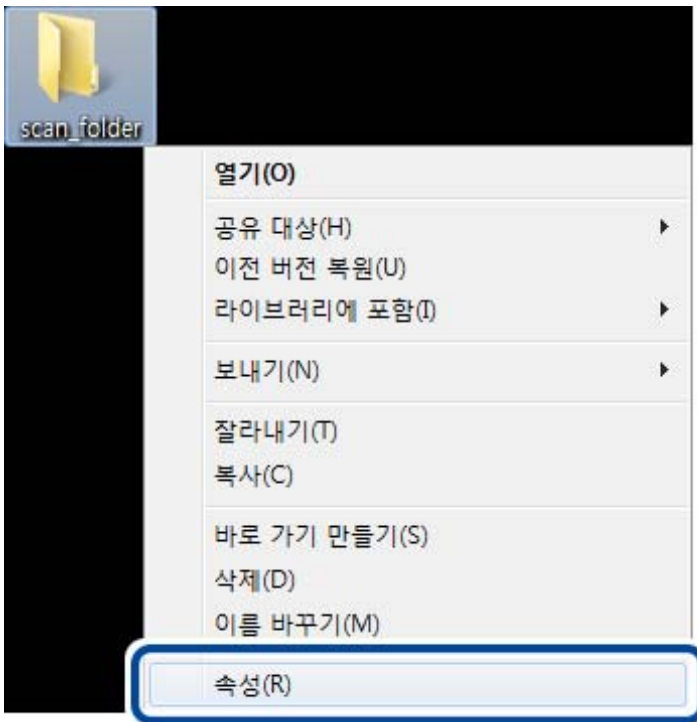 scan_folder
열기(O)
공유 대상(H)
이전 버전 복원(U)
라이브러리에 포함(I)
보내기(N)
잘라내기(T)
복사(C)
바로 가기 만들기(S)
삭제(D)
이름 바꾸기(M)
속성(R)